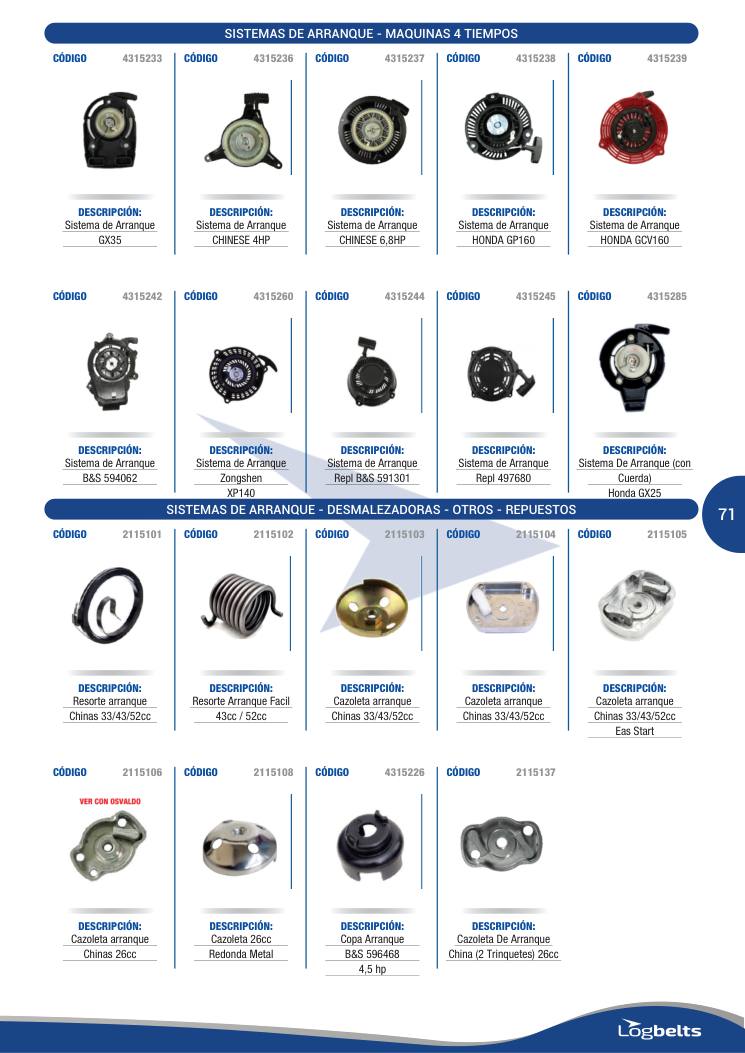 SISTEMAS DE ARRANQUE - MAQUINAS 4 TIEMPOS
CÓDIGO 4315233
CÓDIGO 4315236
CÓDIGO 4315237
CÓDIGO 4315238
CÓDIGO 4315239
DESCRIPCIÓN:
Sistema de Arranque
GX35
DESCRIPCIÓN:
Sistema de Arranque
CHINESE 4HP
DESCRIPCIÓN:
Sistema de Arranque
CHINESE 6,8HP
DESCRIPCIÓN:
Sistema de Arranque
HONDA GP160
DESCRIPCIÓN:
Sistema de Arranque
HONDA GCV160
CÓDIGO 4315242
CÓDIGO 4315260
CÓDIGO 4315244
CÓDIGO 4315245
CÓDIGO 4315285
DESCRIPCIÓN:
Sistema de Arranque
B&S 594062
DESCRIPCIÓN:
Sistema de Arranque
Zongshen
XP140
DESCRIPCIÓN:
Sistema de Arranque
Repl B&S 591301
DESCRIPCIÓN:
Sistema de Arranque
Repl 497680
DESCRIPCIÓN:
Sistema De Arranque (con
Cuerda)
Honda GX25
71
SISTEMAS DE ARRANQUE - DESMALEZADORAS - OTROS - REPUESTOS
CÓDIGO 2115101
CÓDIGO 2115102
CÓDIGO 2115103
CÓDIGO 2115104
CÓDIGO 2115105
DESCRIPCIÓN:
Resorte arranque
Chinas 33/43/52cc
DESCRIPCIÓN:
Resorte Arranque Facil
43cc / 52cc
DESCRIPCIÓN:
Cazoleta arranque
Chinas 33/43/52cc
DESCRIPCIÓN:
Cazoleta arranque
Chinas 33/43/52cc
DESCRIPCIÓN:
Cazoleta arranque
Chinas 33/43/52cc
Eas Start
CÓDIGO 2115106
CÓDIGO 2115108
CÓDIGO 4315226
CÓDIGO 2115137
VER CON OSVALDO
DESCRIPCIÓN:
Cazoleta arranque
Chinas 26cc
DESCRIPCIÓN:
Cazoleta 26cc
Redonda Metal
DESCRIPCIÓN:
Copa Arranque
B&S 596468
4,5 hp
DESCRIPCIÓN:
Cazoleta De Arranque
China (2 Trinquetes) 26cc
Logbelts